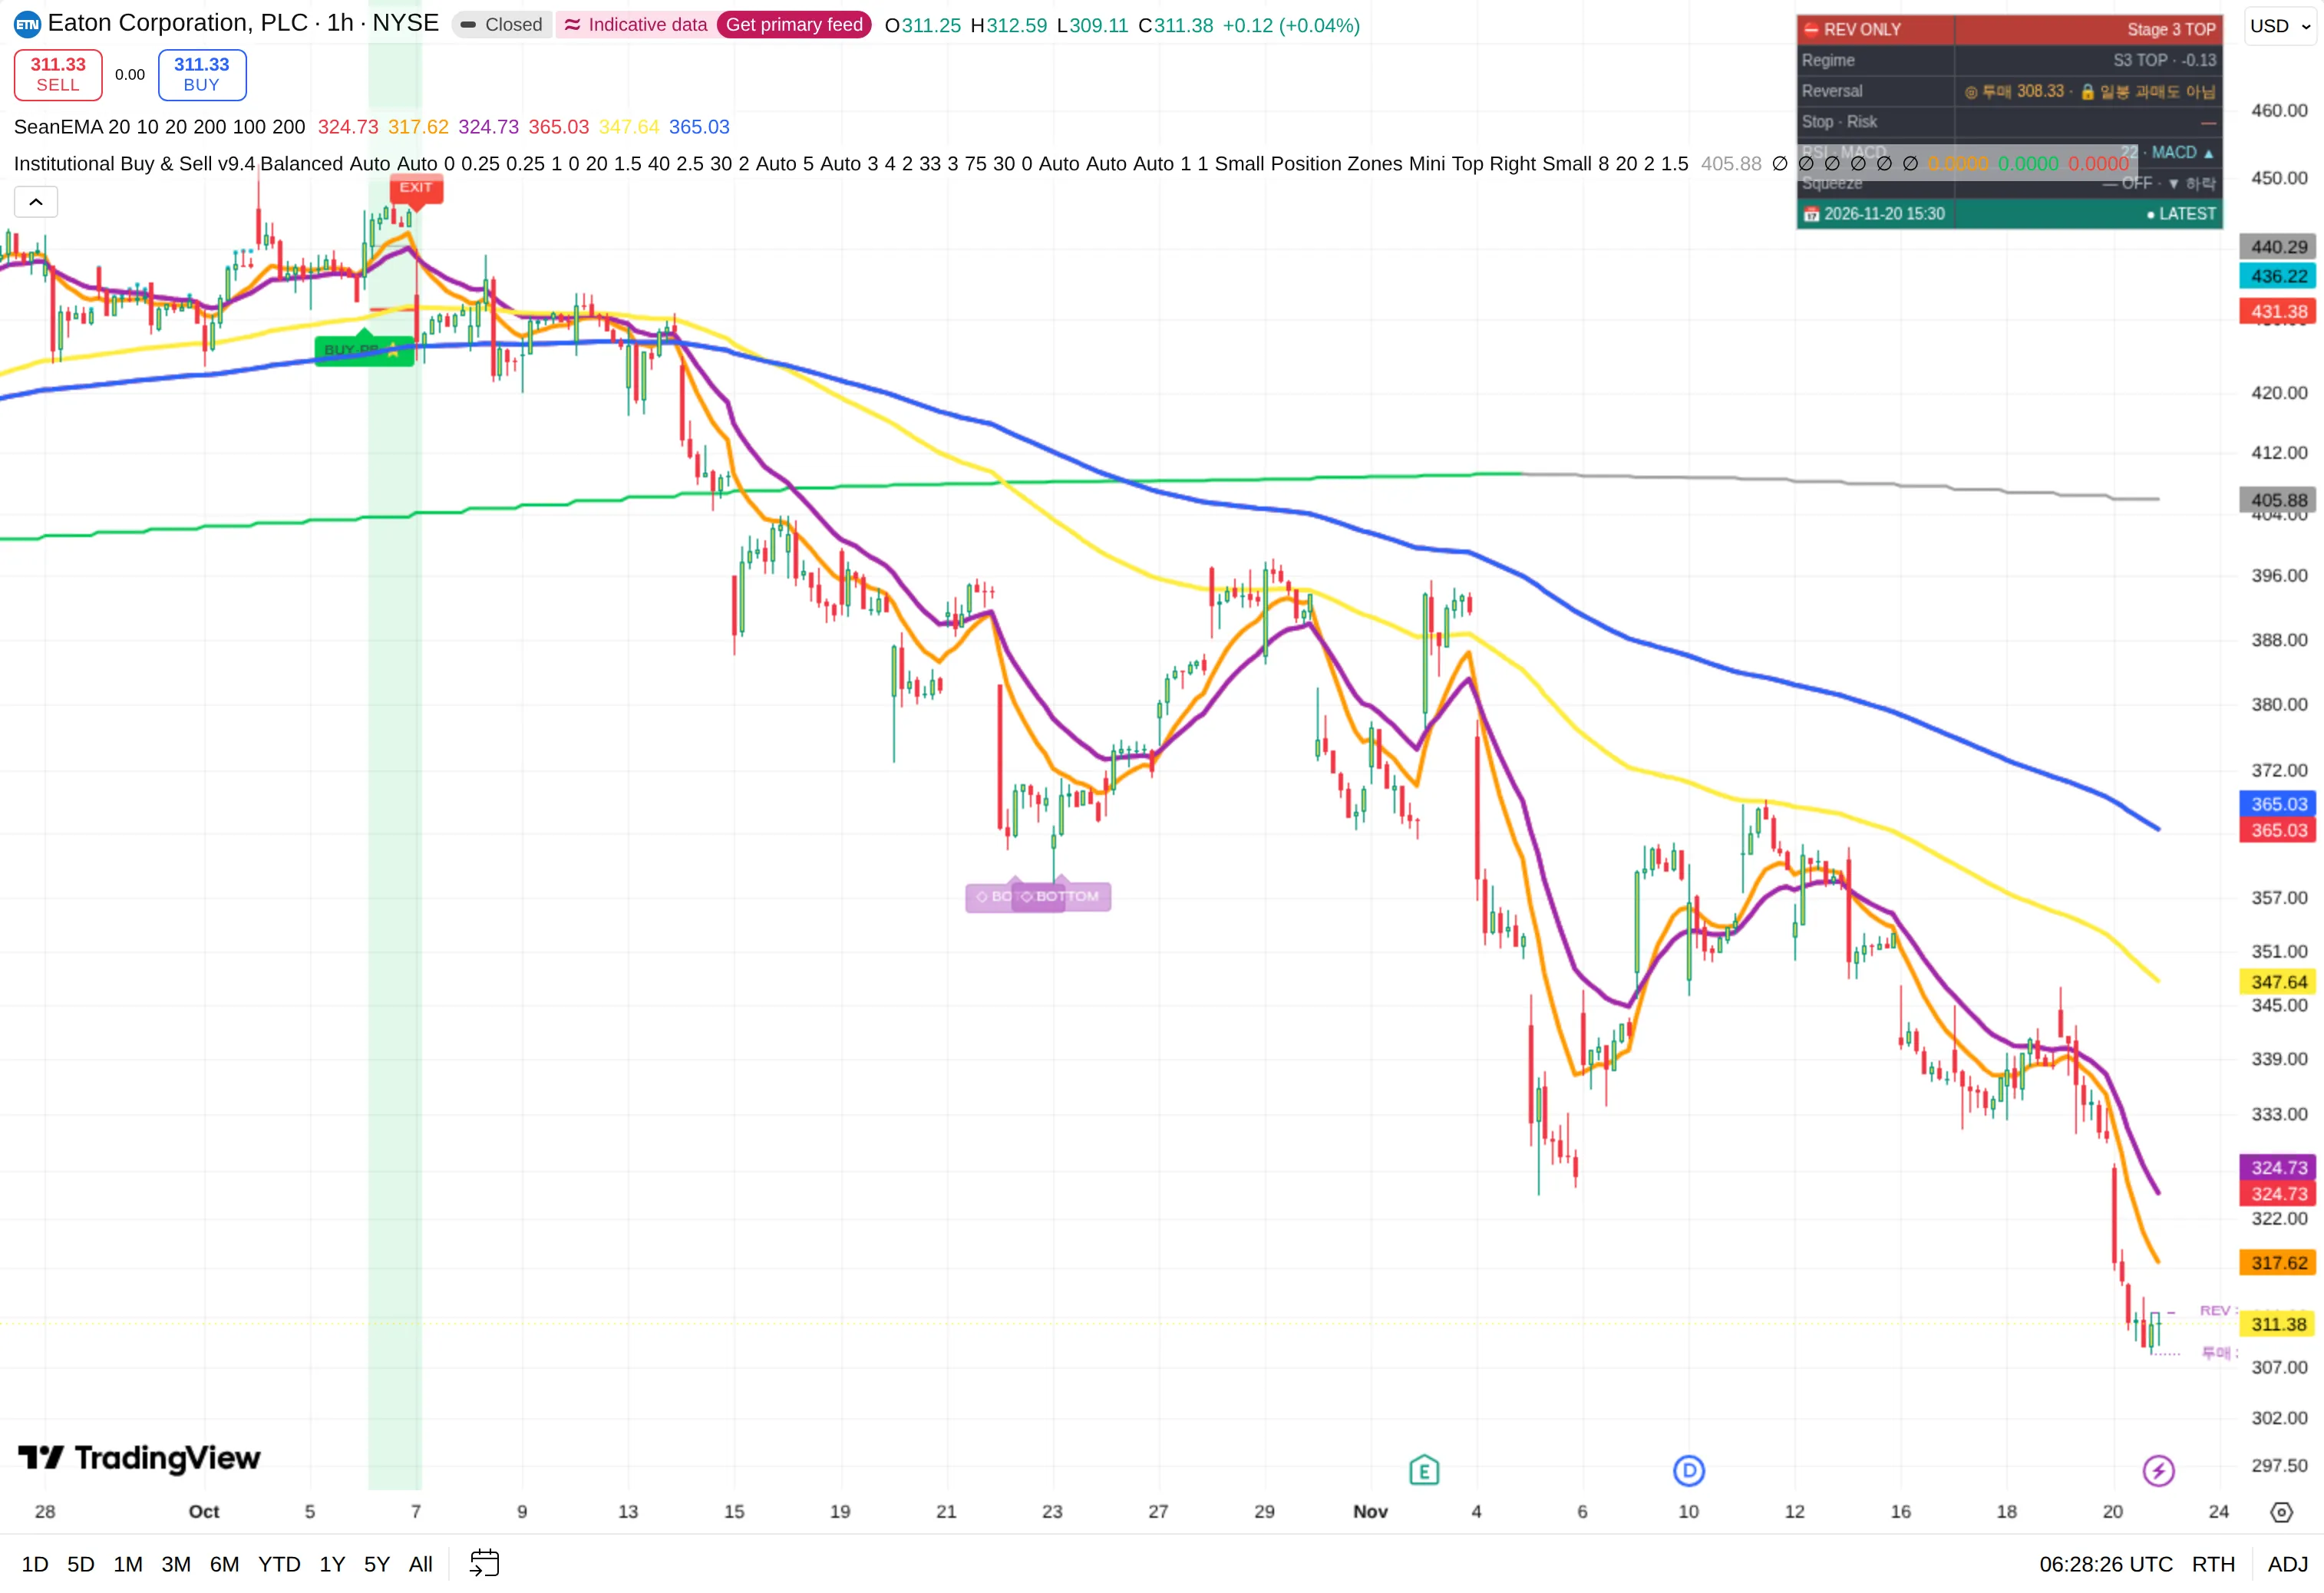 ETN Eaton Corporation, PLC · 1h · NYSE Closed Indicative data Get primary feed O311.25 H312.59 L309.11 C311.38 +0.12 (+0.04%)
USD
311.33 SELL 0.00 311.33 BUY
SeanEMA 20 10 20 200 100 200 324.73 317.62 324.73 365.03 347.64 365.03
Institutional Buy & Sell v9.4 Balanced Auto Auto 0 0.25 0.25 1 0 20 1.5 40 2.5 30 2 Auto 5 Auto 3 4 2 33 3 75 30 0 Auto Auto Auto 1 1 Small Position Zones Mini Top Right Small 8 20 2 1.5 405.88 ∅ ∅ ∅ ∅ ∅ ∅ 0.0000 0.0000 0.0000
⛔ REV ONLY Stage 3 TOP
Regime S3 TOP · -0.13
Reversal ◎ 투매 308.33 · 🔒 일봉 과매도 아님
Stop · Risk —
RSI · MACD 22 · MACD ▲
Squeeze — OFF · ▼ 하락
📅 2026-11-20 15:30 ● LATEST
EXIT
BUY-PB ⭐
◇ BOTTOM
REV :
투매 :
460.00
450.00
440.29
436.22
431.38
420.00
412.00
405.88
404.00
396.00
388.00
380.00
372.00
365.03
365.03
357.00
351.00
347.64
345.00
339.00
333.00
324.73
324.73
322.00
317.62
311.38
307.00
302.00
297.50
TradingView
E
D
28 Oct 5 7 9 13 15 19 21 23 27 29 Nov 4 6 10 12 16 18 20 24
1D 5D 1M 3M 6M YTD 1Y 5Y All
06:28:26 UTC RTH ADJ